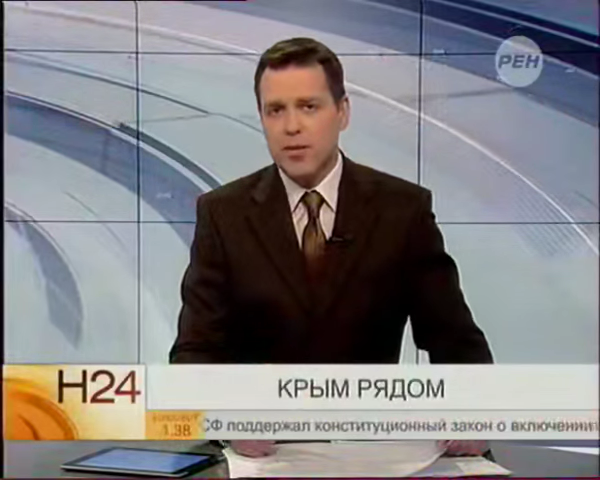 РЕН
Н24
КРЫМ РЯДОМ
1.38
СФ поддержал конституционный закон о включении